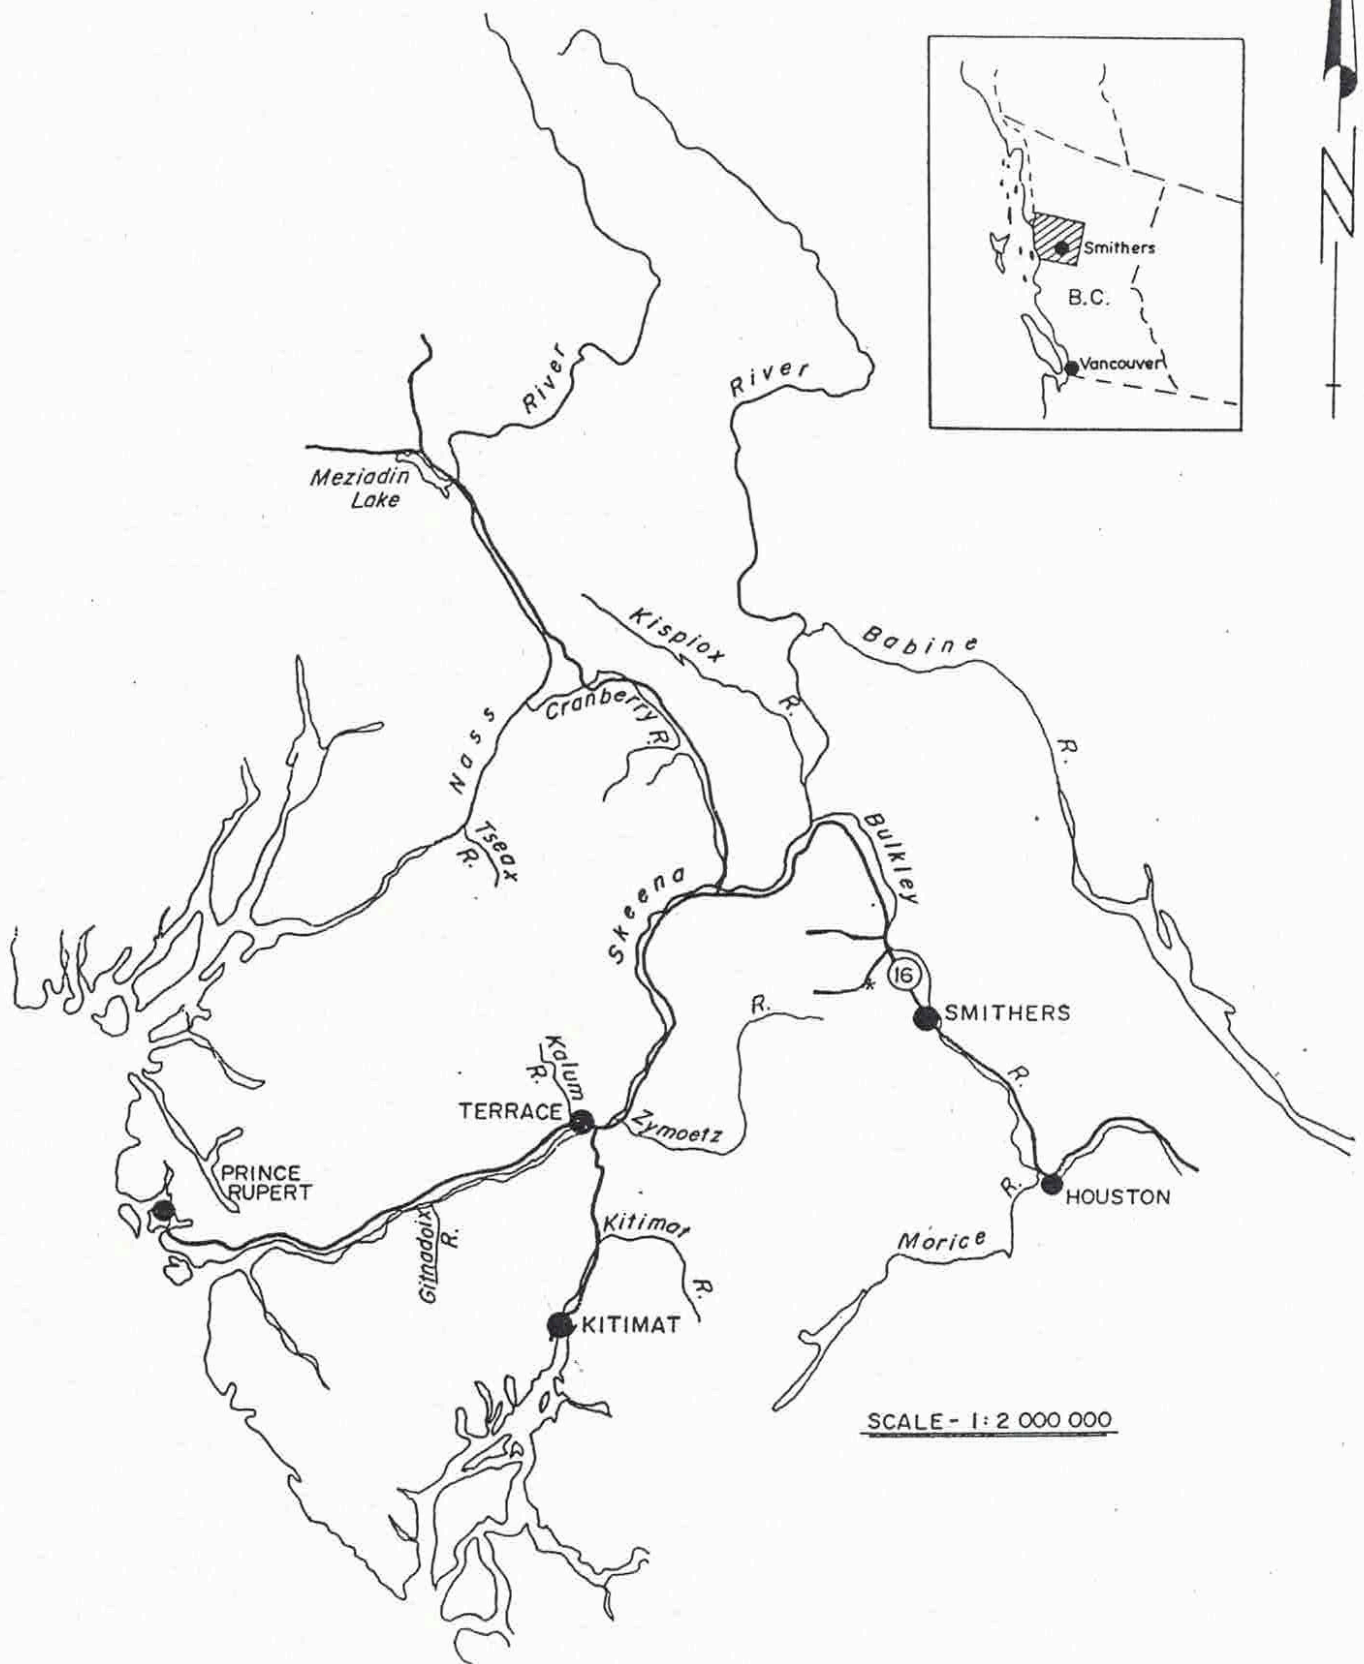 N
Smithers
B.C.
Vancouver
River
River
Meziadin
Lake
Kispiox
R.
Babine
R.
Cranberry
R.
Nass
Tseax
R.
Bulkley
Skeena
16
*
SMITHERS
R.
R.
Kalum
R.
TERRACE
Zymoetz
PRINCE
RUPERT
HOUSTON
R.
Gitnadoix
R.
Kitimat
R.
Morice
KITIMAT
SCALE - 1: 2 000 000